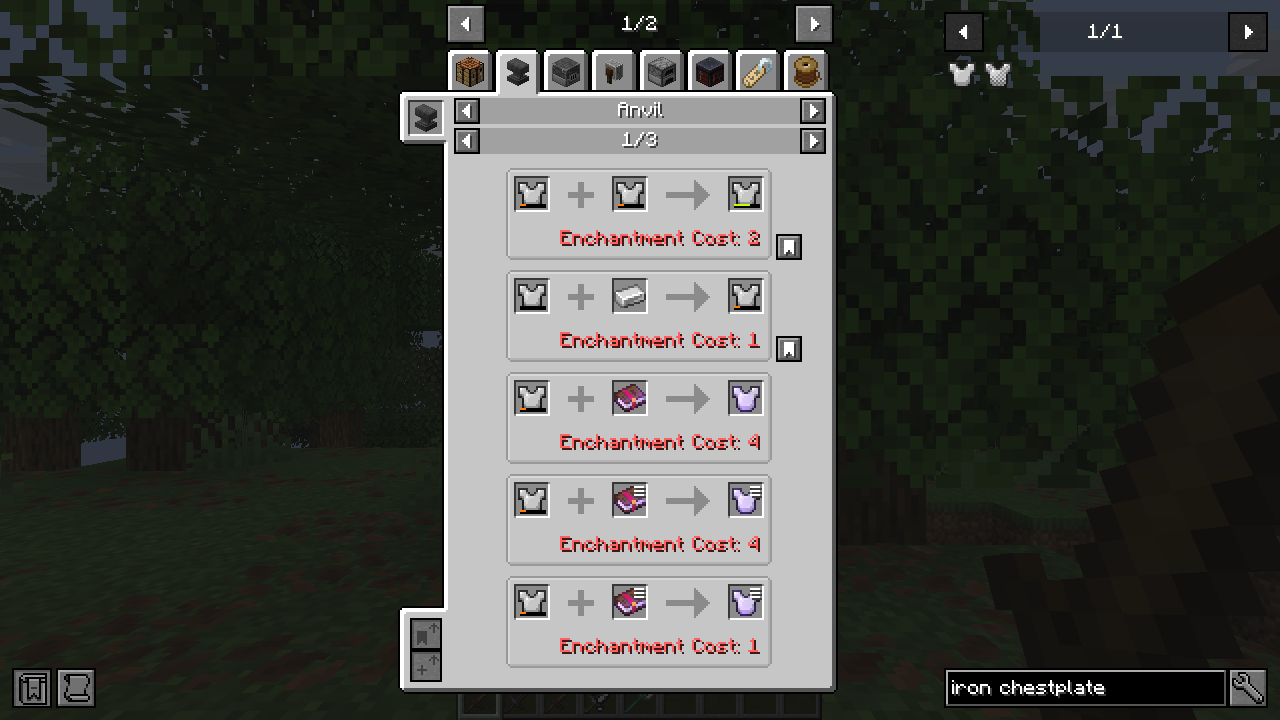 1/3
1/1
Anvil
1/3
Enchantment Cost: 2
Enchantment Cost: 1
Enchantment Cost: 4
Enchantment Cost: 4
Enchantment Cost: 1
iron chestplate